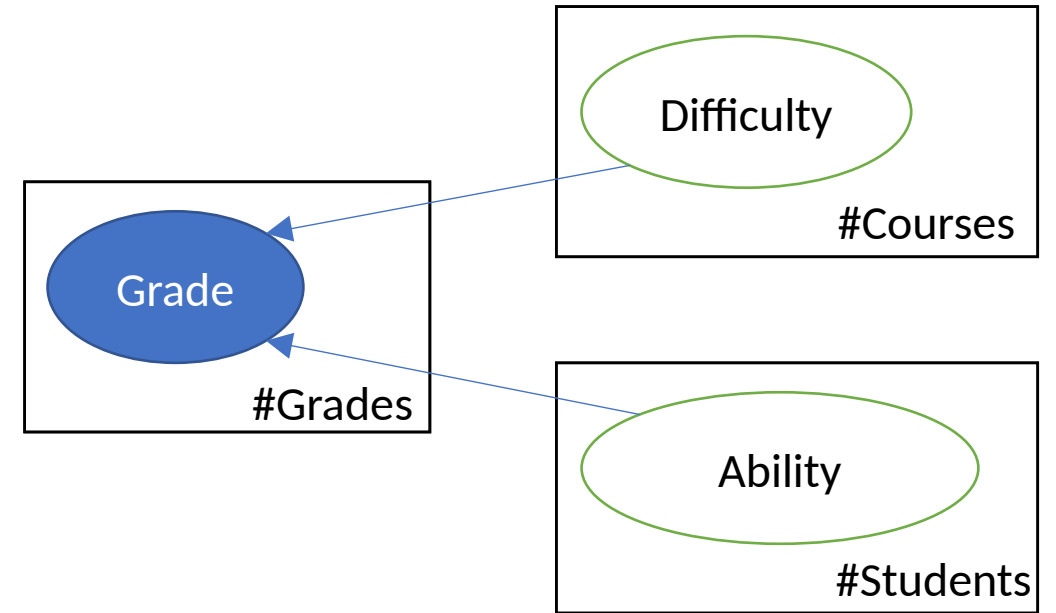 Difficulty
#Courses
Grade
#Grades
Ability
#Students